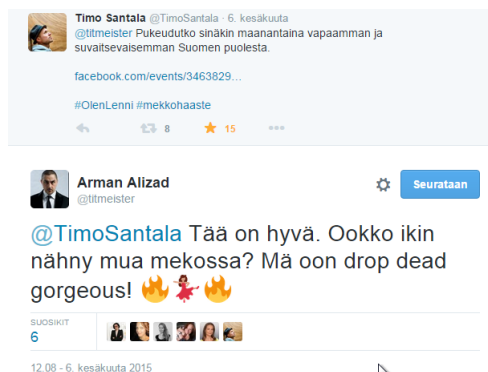 Timo Santala @TimoSantala · 6. kesäkuuta
@titmeister Pukeudutko sinäkin maanantaina vapaamman ja
suvaitsevaisemman Suomen puolesta.
facebook.com/events/3463829…
#OlenLenni #mekkohaaste
8 15
Arman Alizad
@titmeister
Seurataan
@TimoSantala Tää on hyvä. Ookko ikin
nähny mua mekossa? Mä oon drop dead
gorgeous! 🔥💃🔥
SUOSIKIT
6
12.08 - 6. kesäkuuta 2015